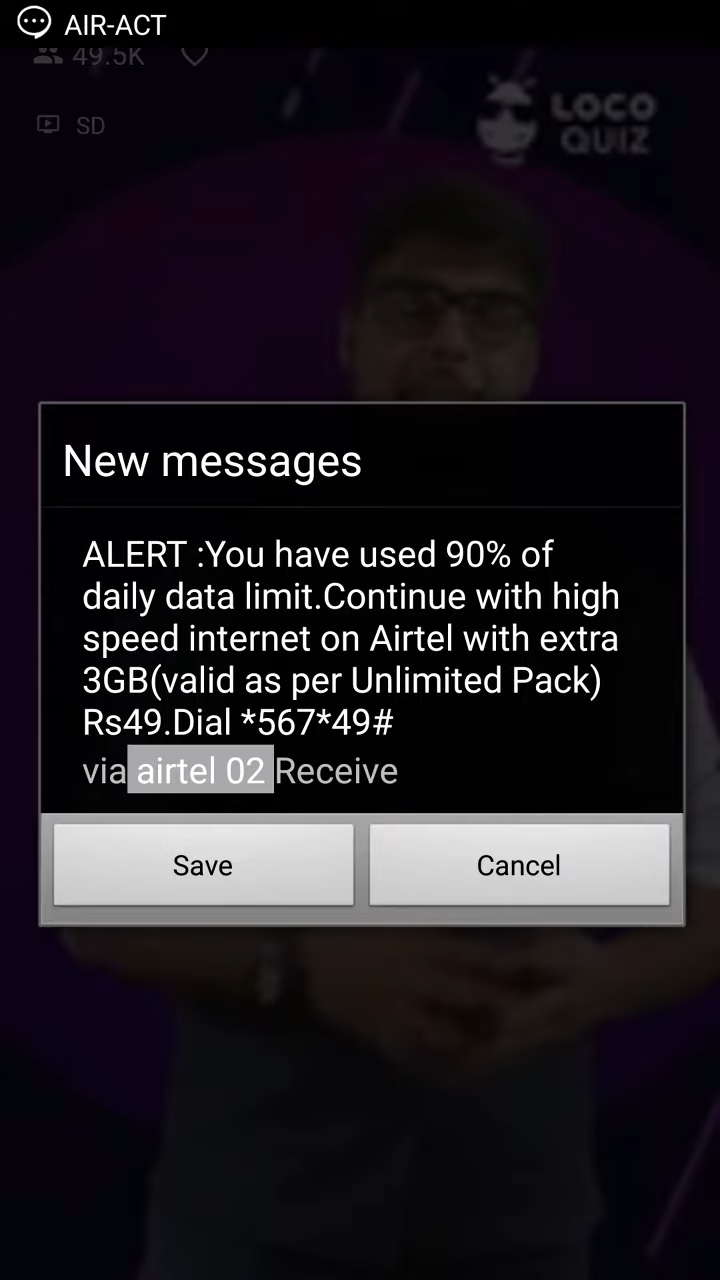 AIR-ACT
49.5K
SD
LOCO
QUIZ
New messages
ALERT :You have used 90% of
daily data limit.Continue with high
speed internet on Airtel with extra
3GB(valid as per Unlimited Pack)
Rs49.Dial *567*49#
via airtel 02 Receive
Save
Cancel